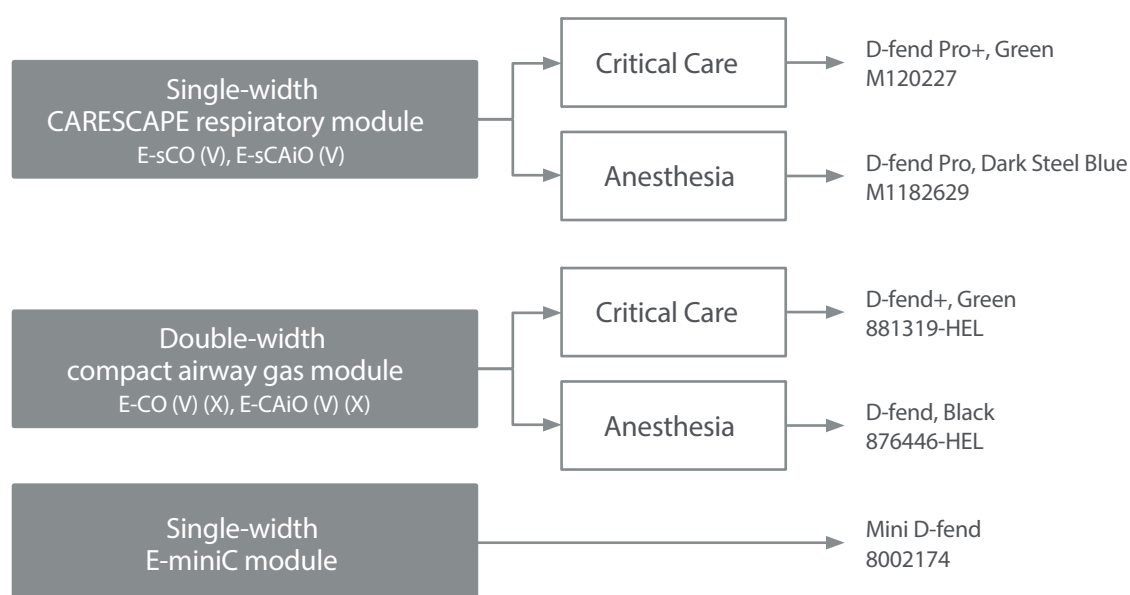 Single-width
CARESCAPE respiratory module
E-sCO (V), E-sCAiO (V)
Critical Care
D-fend Pro+, Green
M120227
Anesthesia
D-fend Pro, Dark Steel Blue
M1182629
Double-width
compact airway gas module
E-CO (V) (X), E-CAiO (V) (X)
Critical Care
D-fend+, Green
881319-HEL
Anesthesia
D-fend, Black
876446-HEL
Single-width
E-miniC module
Mini D-fend
8002174